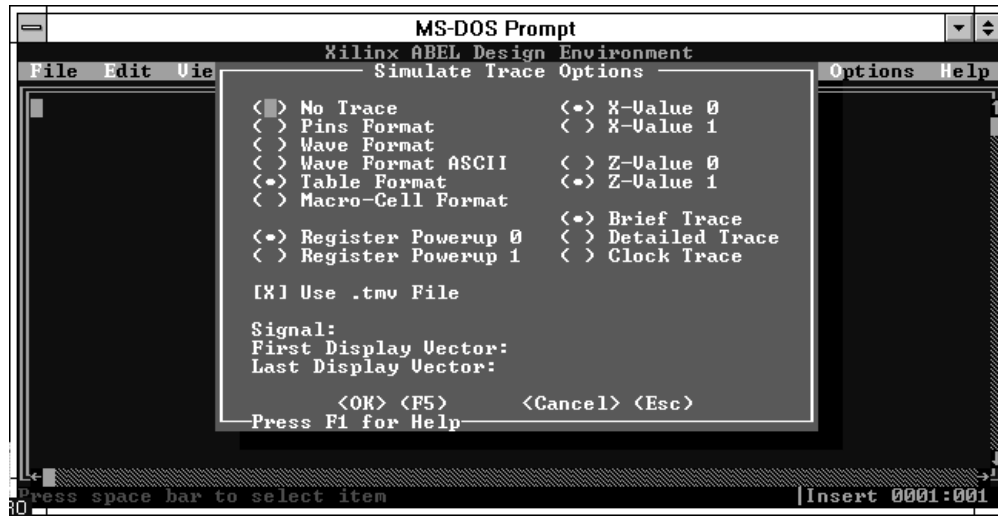 MS-DOS Prompt
Xilinx ABEL Design Environment
File Edit Vie Options Help
Simulate Trace Options
( ) No Trace (•) X-Value 0
( ) Pins Format ( ) X-Value 1
( ) Wave Format
( ) Wave Format ASCII ( ) Z-Value 0
(•) Table Format (•) Z-Value 1
( ) Macro-Cell Format
(•) Brief Trace
(•) Register Powerup 0 ( ) Detailed Trace
( ) Register Powerup 1 ( ) Clock Trace
[X] Use .tmv File
Signal:
First Display Vector:
Last Display Vector:
<OK> (F5) <Cancel> (Esc)
Press F1 for Help
Press space bar to select item |Insert 0001:001